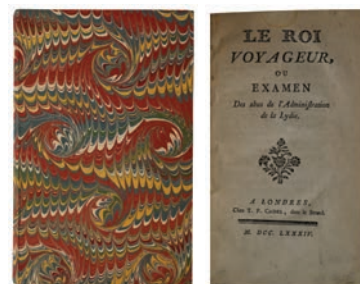 LE ROI
VOYAGEUR,
OU
EXAMEN
Des abus de l'Administration
de la Lydie.
A LONDRES,
Chez T. P. CADEL, dans le Strand.
M. DCC. LXXXIV.